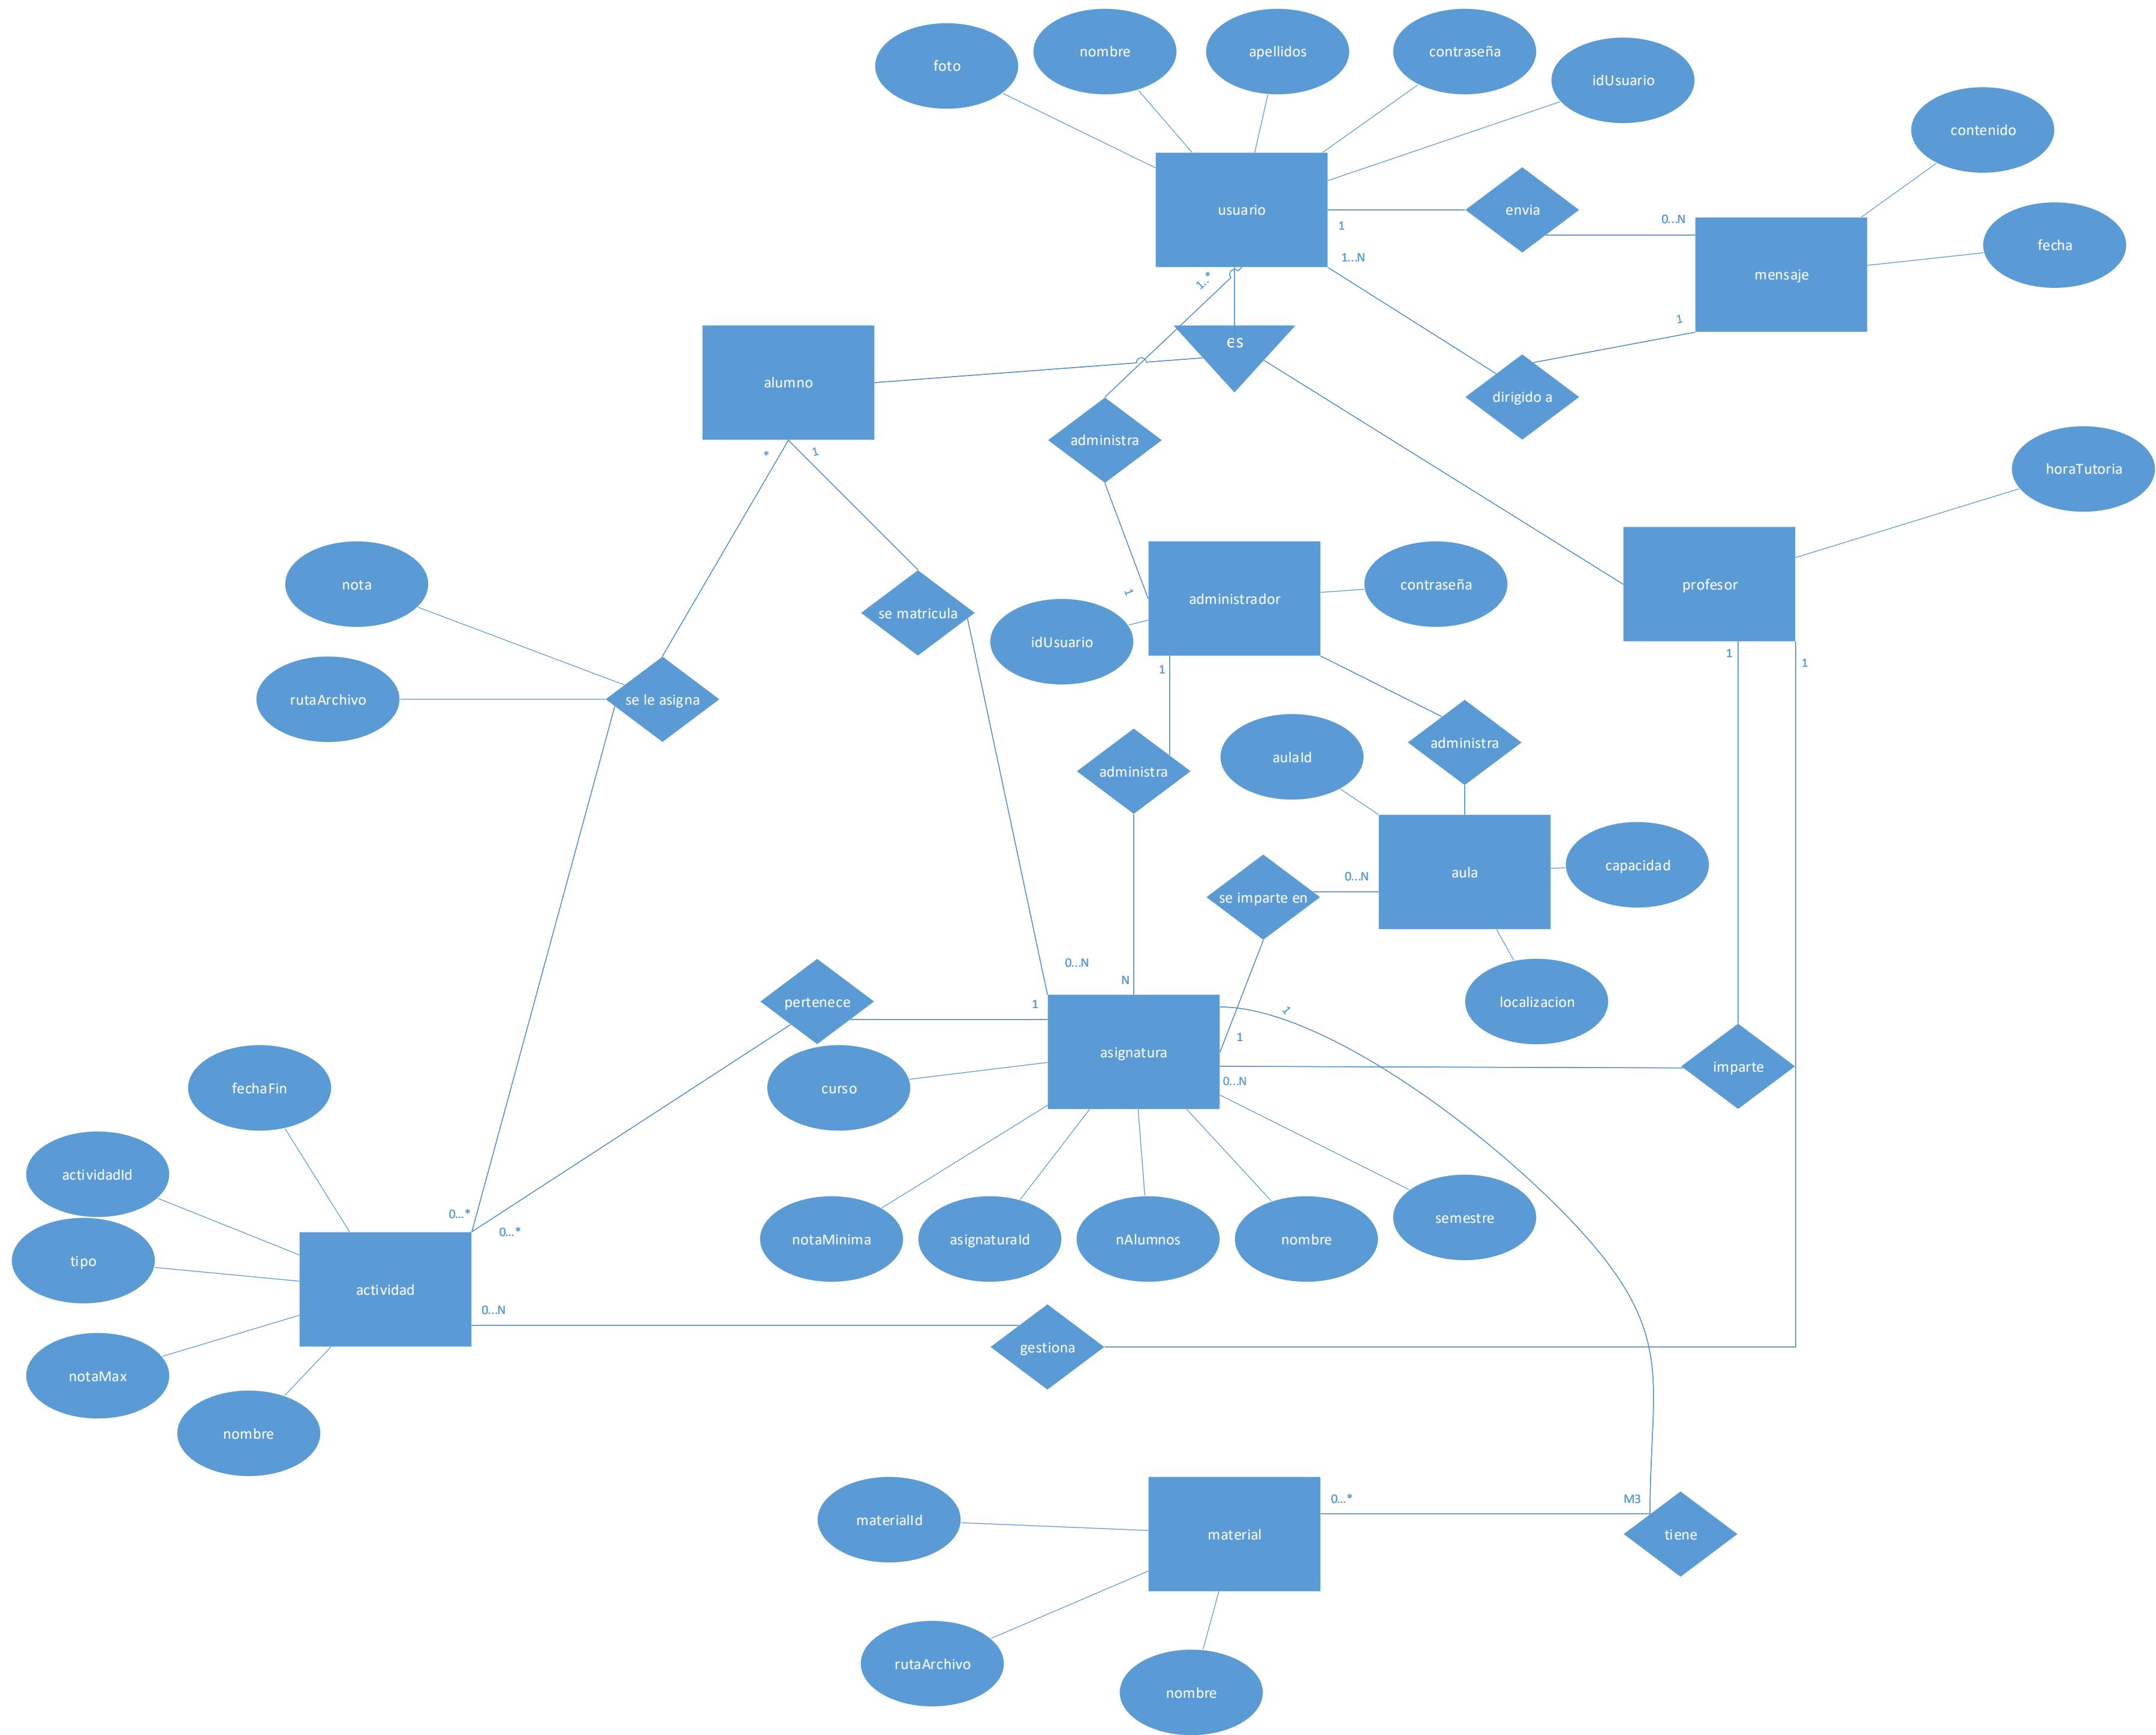 foto
nombre
apellidos
contraseña
idUsuario
contenido
usuario
envia
0...N
1
1...N
fecha
mensaje
1..*
1
es
alumno
dirigido a
administra
*
1
horaTutoria
nota
administrador
contraseña
profesor
1
se matricula
idUsuario
1
1
1
rutaArchivo
se le asigna
administra
aulaId
administra
capacidad
0...N
aula
se imparte en
0...N
N
pertenece
1
localizacion
1
1
asignatura
imparte
0...N
curso
fechaFin
actividadId
0...*
0...*
notaMinima
asignaturaId
nAlumnos
nombre
semestre
tipo
actividad
0...N
gestiona
notaMax
nombre
0...*
M3
materialId
material
tiene
rutaArchivo
nombre